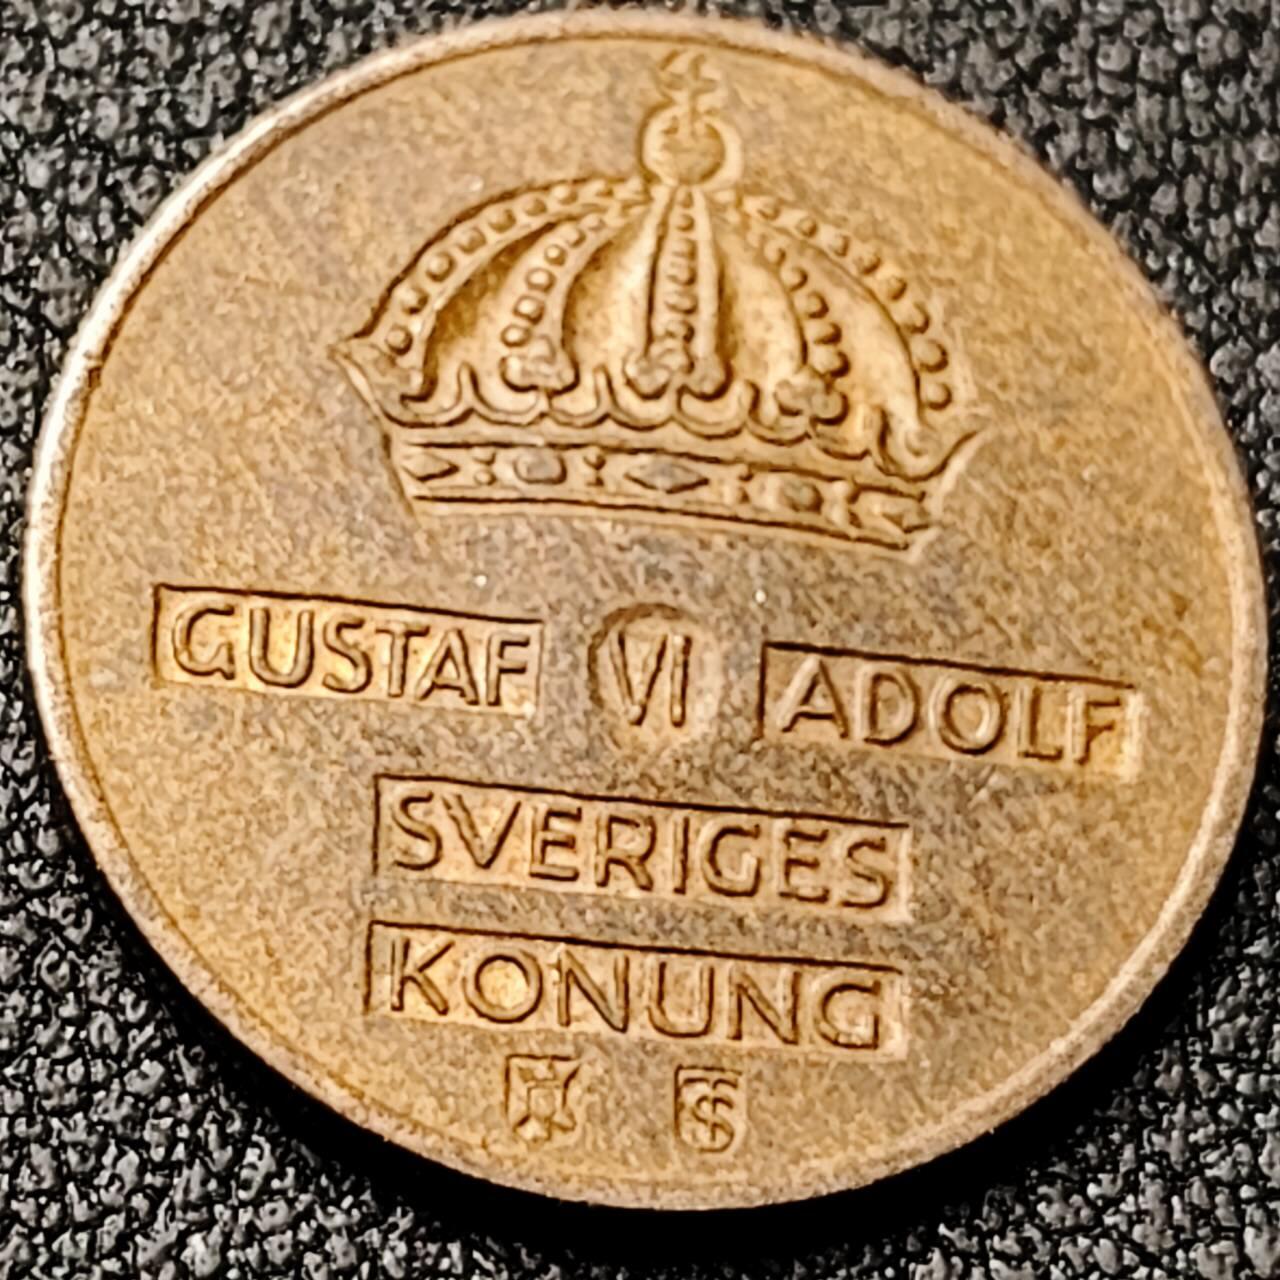 GUSTAF VI ADOLF
SVERIGES
KONUNG